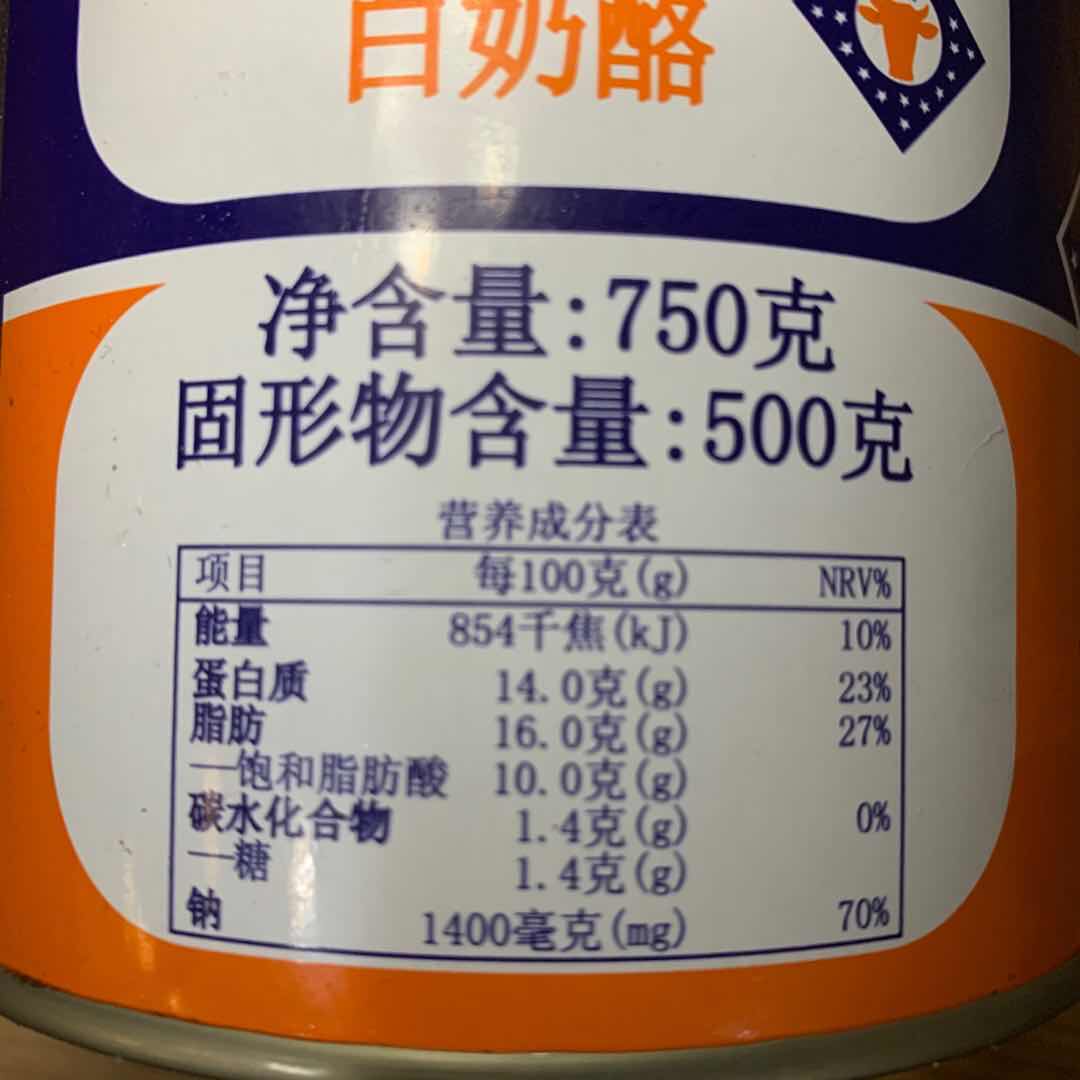 白奶酪
净含量:750克
固形物含量:500克
营养成分表
项目 每100克(g) NRV%
能量 854千焦(kJ) 10%
蛋白质 14.0克(g) 23%
脂肪 16.0克(g) 27%
—饱和脂肪酸 10.0克(g)
碳水化合物 1.4克(g) 0%
—糖 1.4克(g)
钠 1400毫克(mg) 70%